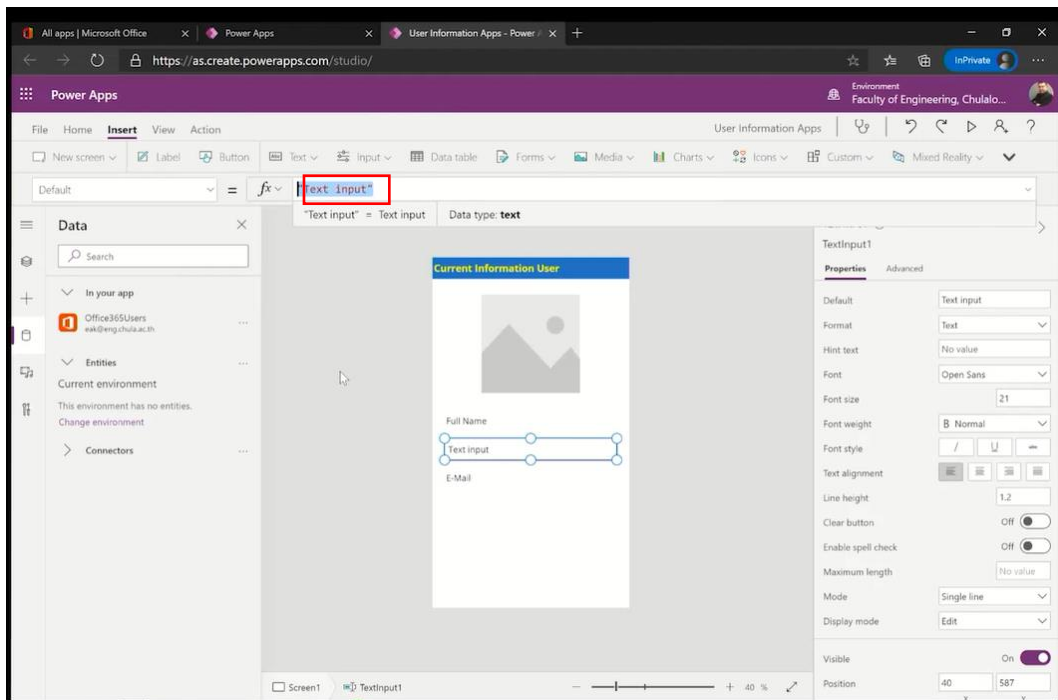 All apps | Microsoft Office
Power Apps
User Information Apps - Power A
https://as.create.powerapps.com/studio/
InPrivate
Power Apps
Environment
Faculty of Engineering, Chulalo...
File Home Insert View Action
User Information Apps
New screen Label Button Text Input Data table Forms Media Charts Icons Custom Mixed Reality
Default = fx "Text input"
"Text input" = Text input Data type: text
Data
Search
In your app
Office365Users
eak@eng.chula.ac.th
Entities
Current environment
This environment has no entities.
Change environment
Connectors
Current Information User
Full Name
Text input
E-Mail
TextInput1
Properties Advanced
Default Text input
Format Text
Hint text No value
Font Open Sans
Font size 21
Font weight B Normal
Font style / U
Text alignment
Line height 1.2
Clear button Off
Enable spell check Off
Maximum length No value
Mode Single line
Display mode Edit
Visible On
Position 40 587
Screen1 TextInput1
40 %